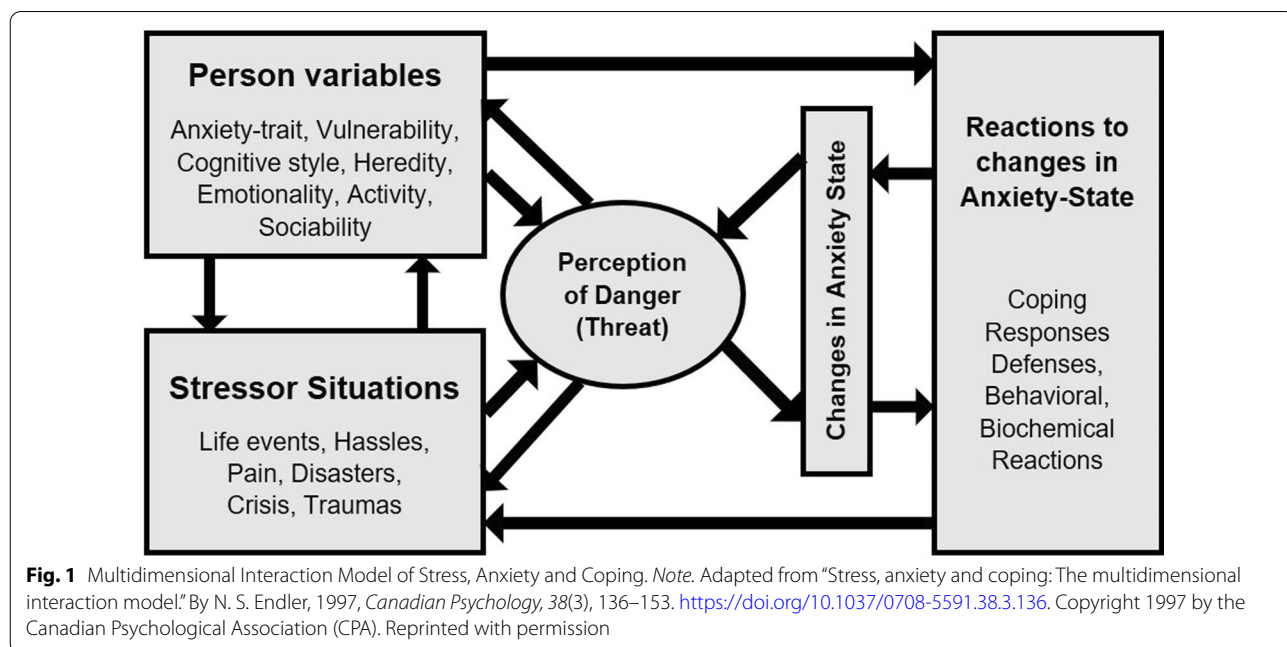 Person variables
Anxiety-trait, Vulnerability,
Cognitive style, Heredity,
Emotionality, Activity,
Sociability
Stressor Situations
Life events, Hassles,
Pain, Disasters,
Crisis, Traumas
Perception
of Danger
(Threat)
Changes in Anxiety State
Reactions to
changes in
Anxiety-State
Coping
Responses
Defenses,
Behavioral,
Biochemical
Reactions
Fig. 1 Multidimensional Interaction Model of Stress, Anxiety and Coping. Note. Adapted from “Stress, anxiety and coping: The multidimensional
interaction model.” By N. S. Endler, 1997, Canadian Psychology, 38(3), 136–153. https://doi.org/10.1037/0708-5591.38.3.136. Copyright 1997 by the
Canadian Psychological Association (CPA). Reprinted with permission